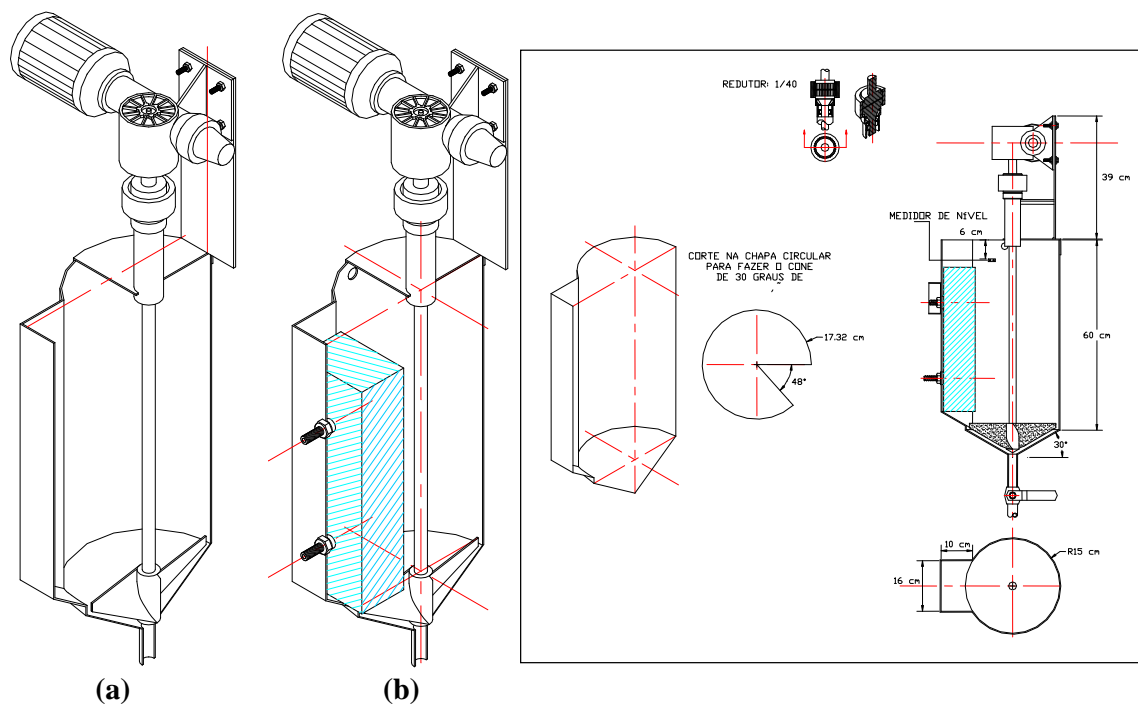 REDUTOR: 1/40
39 cm
MEDIDOR DE NÍVEL
6 cm
CORTE NA CHAPA CIRCULAR
PARA FAZER O CONE
DE 30 GRAUS DE
17.32 cm
48°
60 cm
30°
10 cm
R15 cm
16 cm
(a)
(b)